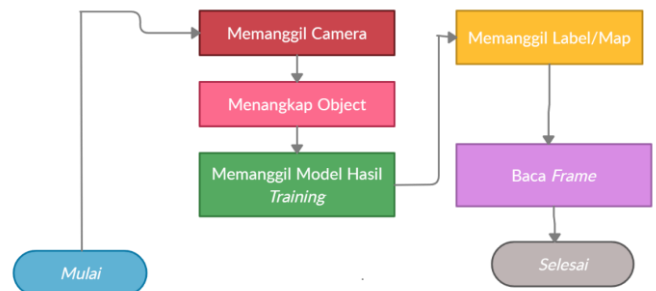 Mulai
Memanggil Camera
Menangkap Object
Memanggil Model Hasil
Training
Memanggil Label/Map
Baca Frame
Selesai